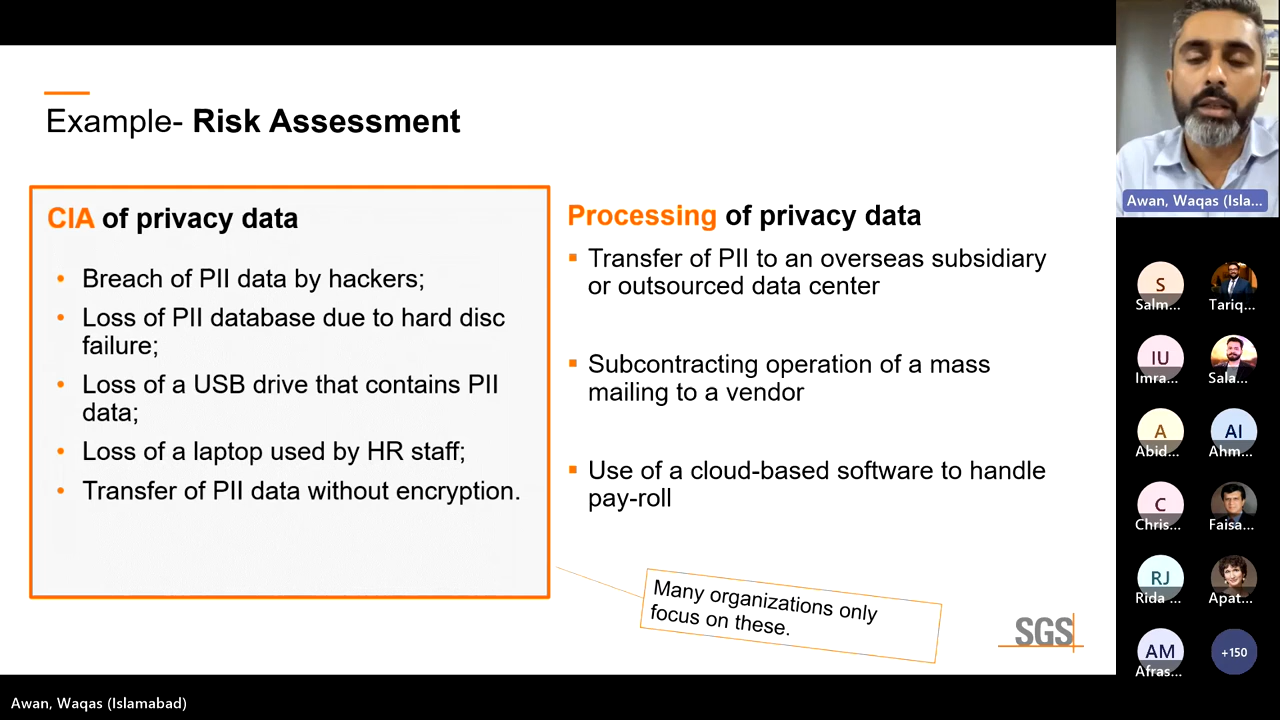 Example- Risk Assessment
CIA of privacy data
• Breach of PII data by hackers;
• Loss of PII database due to hard disc
failure;
• Loss of a USB drive that contains PII
data;
• Loss of a laptop used by HR staff;
• Transfer of PII data without encryption.
Processing of privacy data
▪ Transfer of PII to an overseas subsidiary
or outsourced data center
▪ Subcontracting operation of a mass
mailing to a vendor
▪ Use of a cloud-based software to handle
pay-roll
Many organizations only
focus on these.
SGS
Awan, Waqas (Isla...
S
Salm...
Tariq...
IU
Imra...
Sala...
A
Abid...
AI
Ahm...
C
Chris...
Faisa...
RJ
Rida ...
Apat...
AM
Afras...
+150
Awan, Waqas (Islamabad)